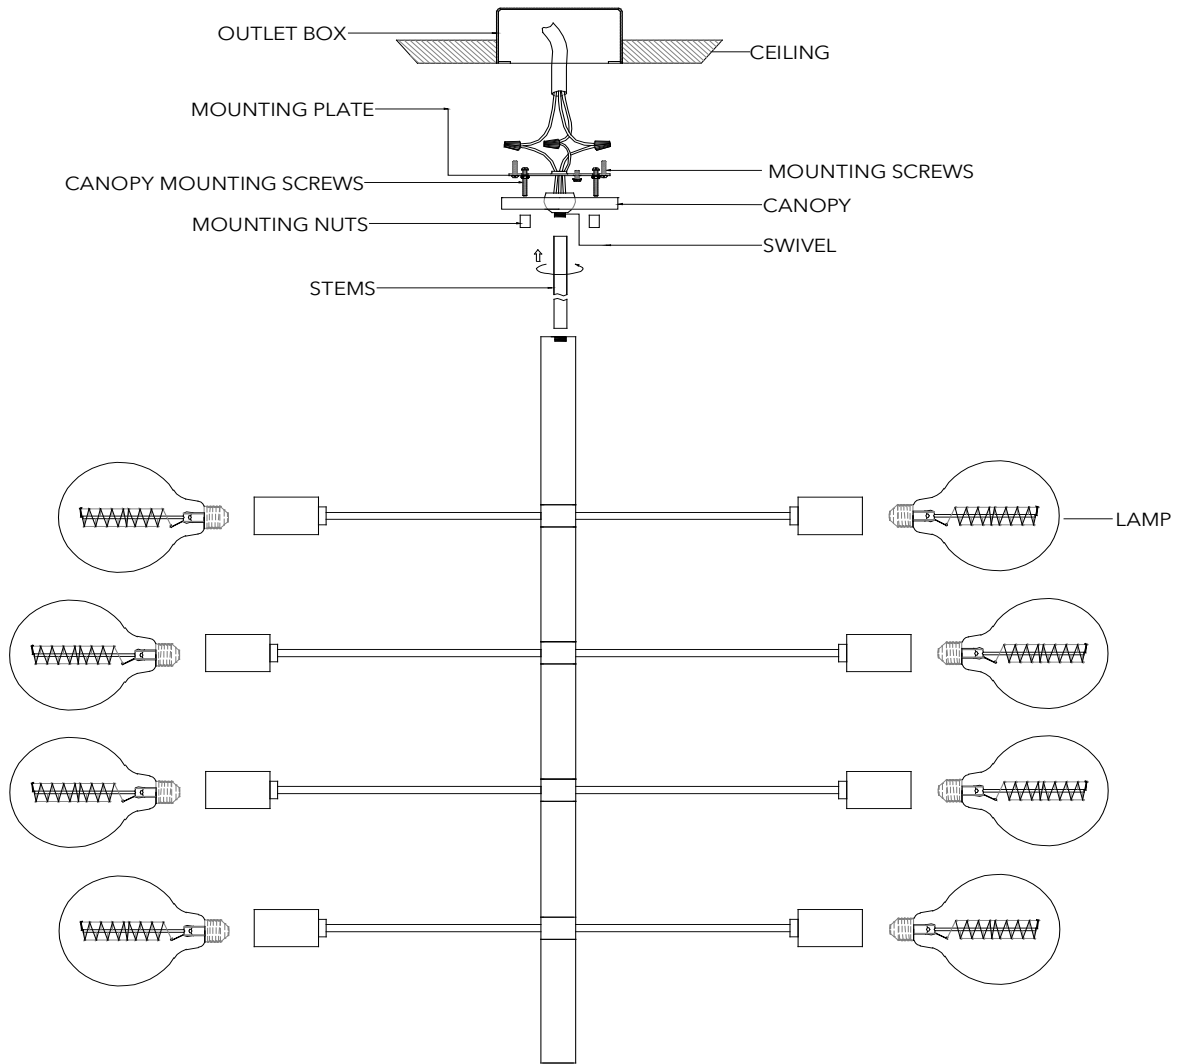 OUTLET BOX
CEILING
MOUNTING PLATE
MOUNTING SCREWS
CANOPY MOUNTING SCREWS
CANOPY
MOUNTING NUTS
SWIVEL
STEMS
LAMP